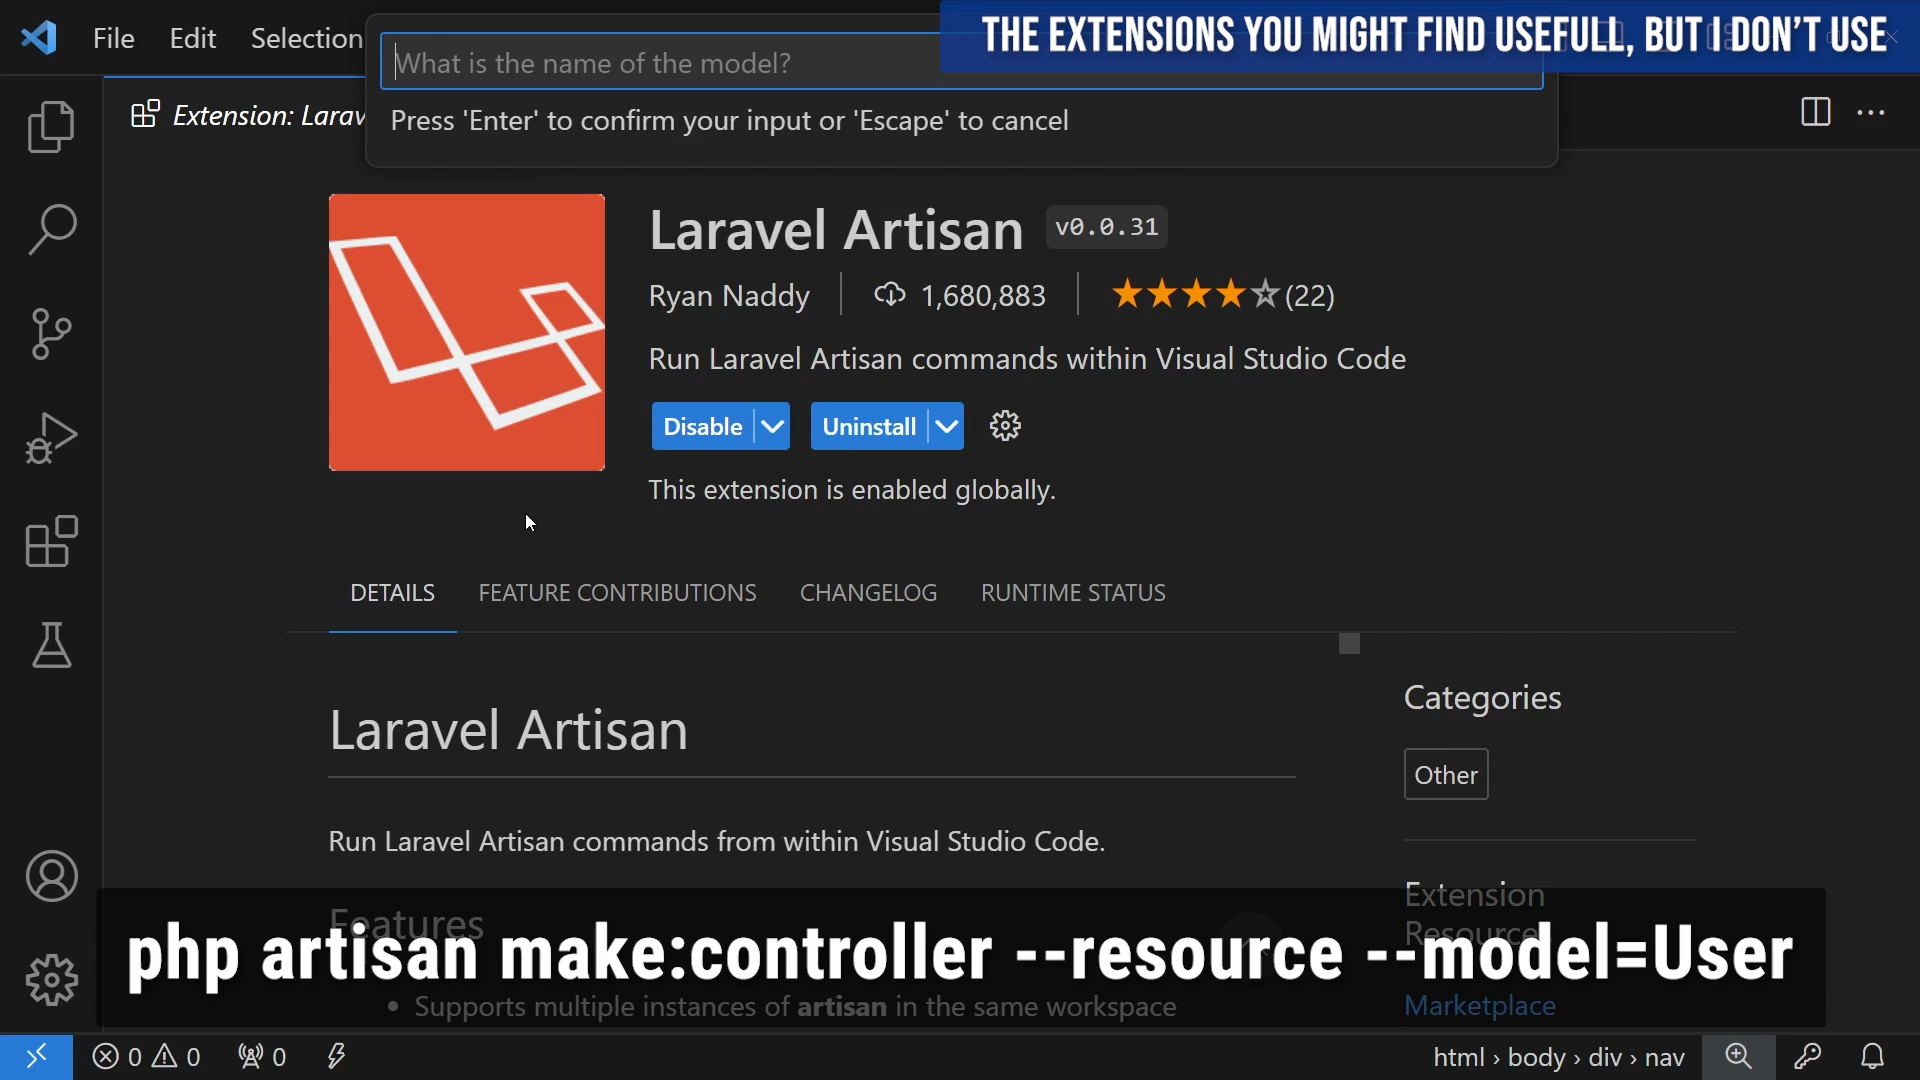 File Edit Selection
What is the name of the model?
THE EXTENSIONS YOU MIGHT FIND USEFULL, BUT I DON'T USE
Press 'Enter' to confirm your input or 'Escape' to cancel
Extension: Larav
Laravel Artisan v0.0.31
Ryan Naddy 1,680,883 (22)
Run Laravel Artisan commands within Visual Studio Code
Disable Uninstall
This extension is enabled globally.
DETAILS FEATURE CONTRIBUTIONS CHANGELOG RUNTIME STATUS
Laravel Artisan
Categories
Other
Run Laravel Artisan commands from within Visual Studio Code.
Extension
Resource
Features
php artisan make:controller --resource --model=User
Supports multiple instances of artisan in the same workspace
Marketplace
0 0 0
html › body › div › nav